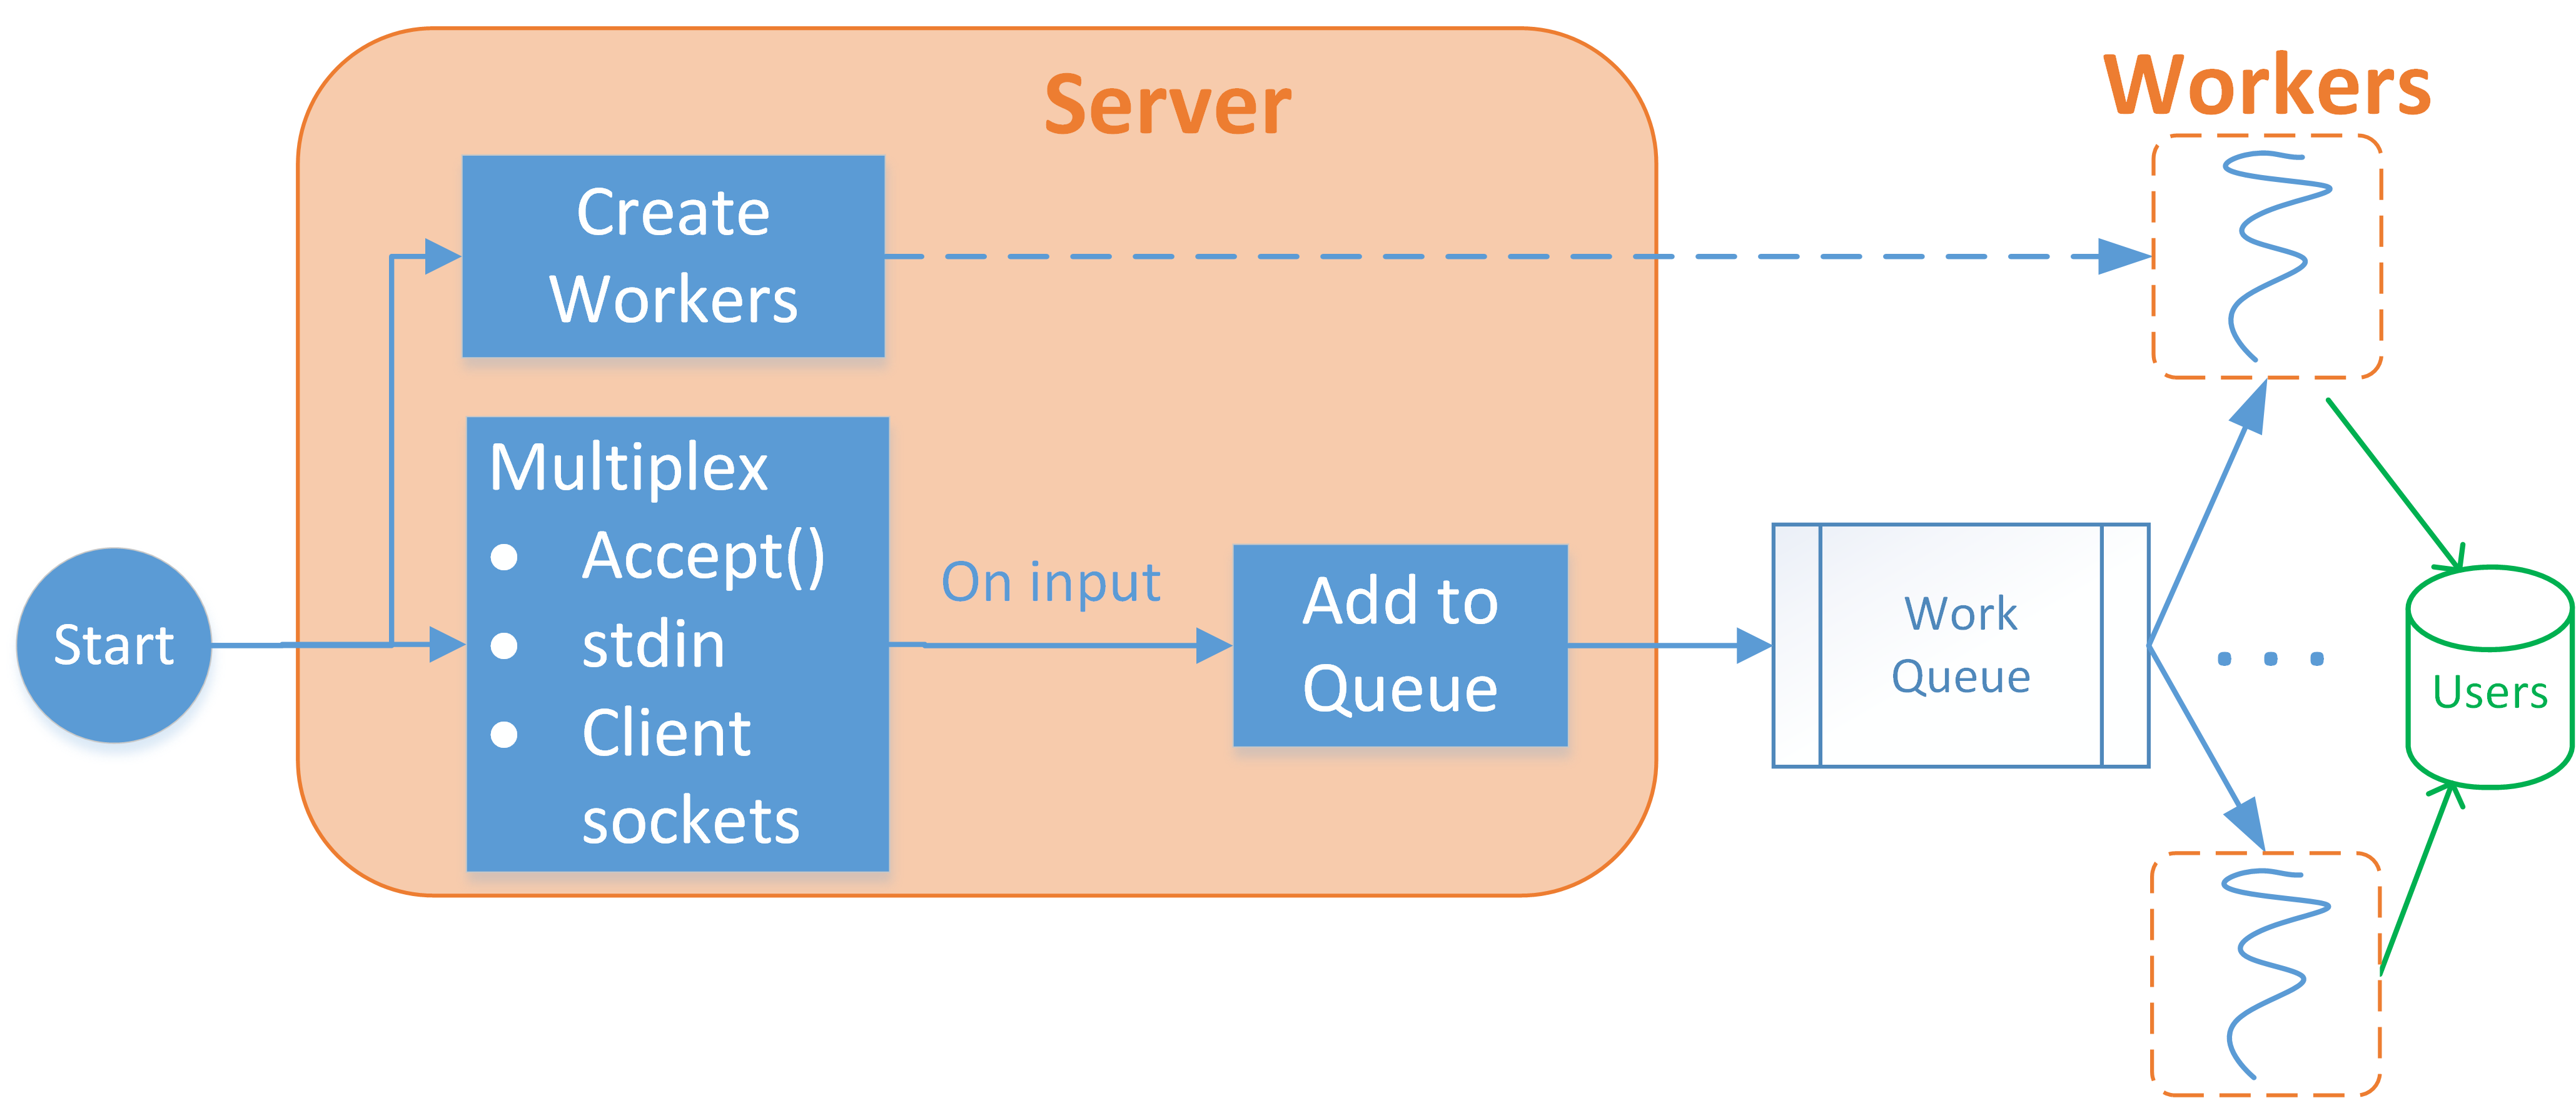 Server
Workers
Create
Workers
Multiplex
● Accept()
● stdin
● Client
sockets
Start
On input
Add to
Queue
Work
Queue
. . .
Users